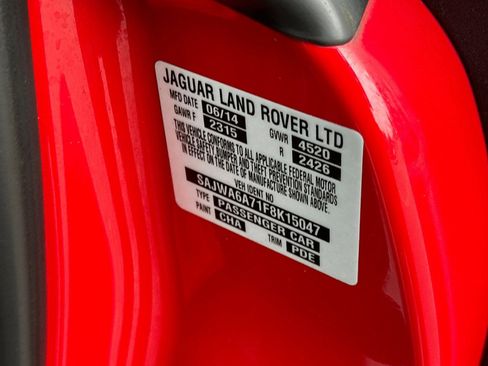 JAGUAR LAND ROVER LTD
MFD DATE 06/14 GVWR 4520
GAWR F 2315 R 2426
THIS VEHICLE CONFORMS TO ALL APPLICABLE FEDERAL MOTOR
VEHICLE SAFETY BUMPER AND THEFT PREVENTION STANDARDS
IN EFFECT ON THE DATE OF MANUFACTURE SHOWN ABOVE.
VEH IDENT NO
SAJWA6A71F8K15047
TYPE PASSENGER CAR
PAINT CHA TRIM PDE